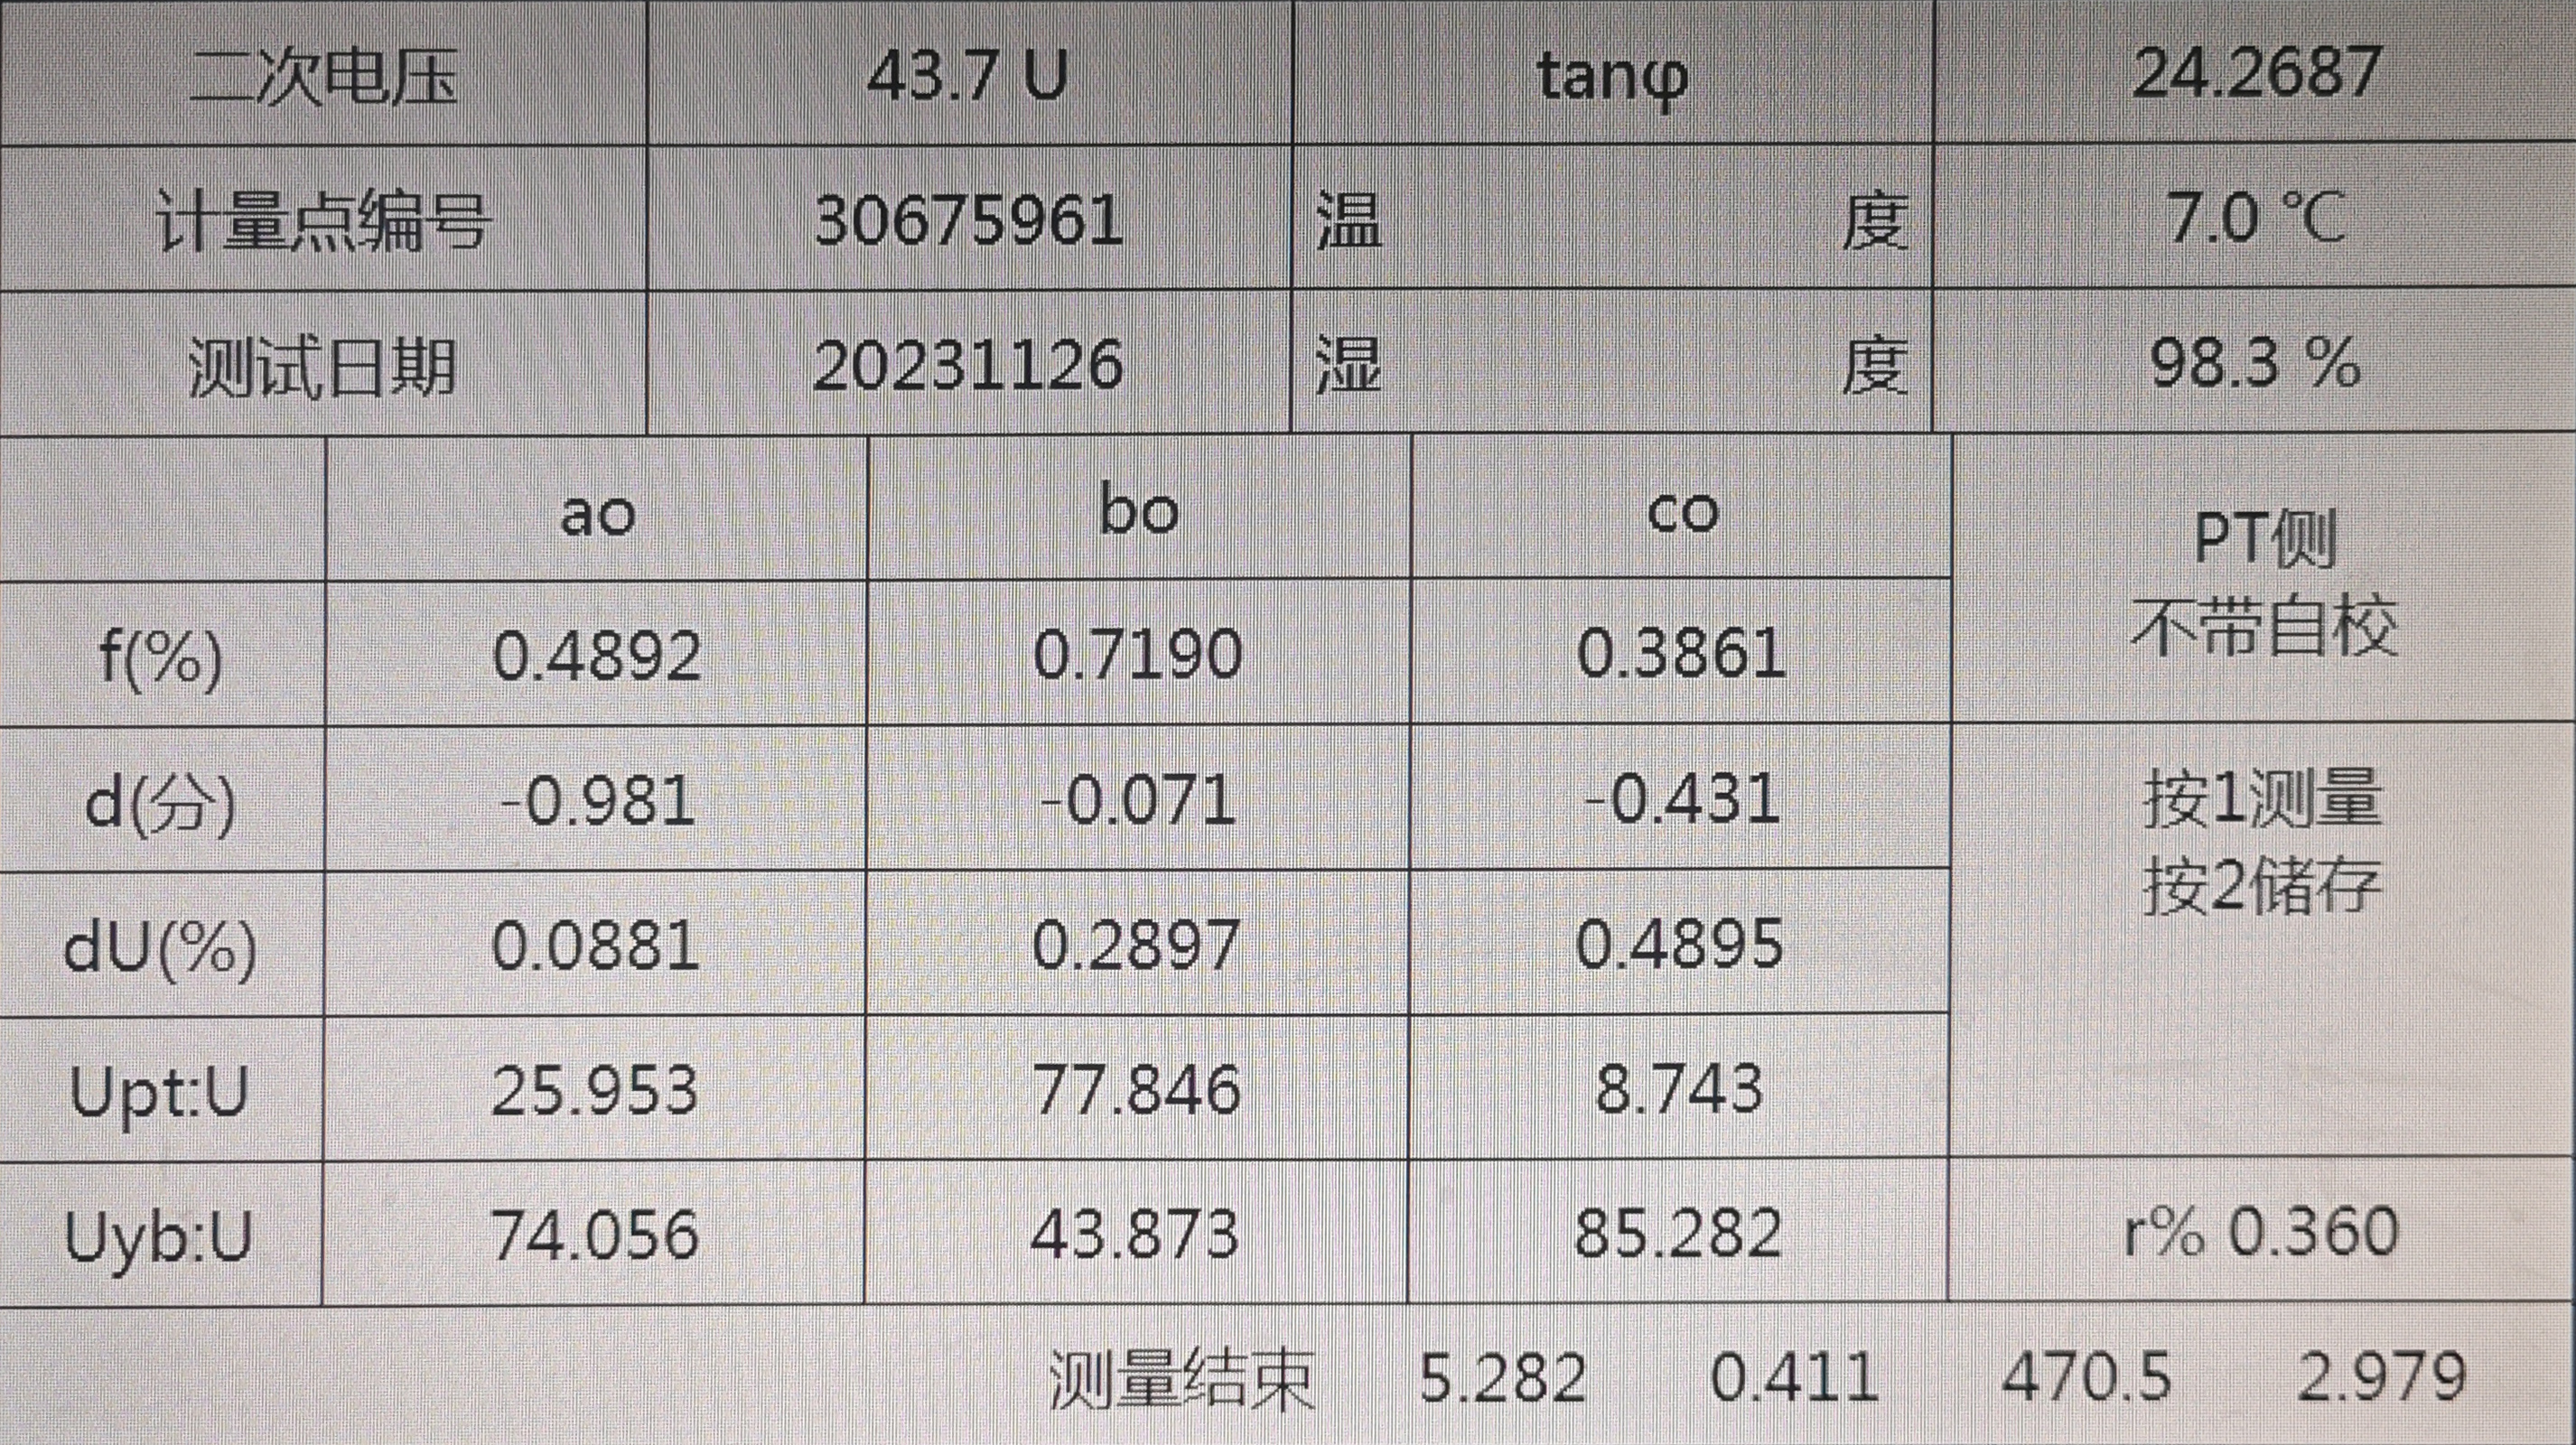 二次电压 43.7 U tanφ 24.2687
计量点编号 30675961 温 度 7.0 ℃
测试日期 20231126 湿 度 98.3 %
ao bo co PT侧
不带自校
f(%) 0.4892 0.7190 0.3861
d(分) -0.981 -0.071 -0.431 按1测量
按2储存
dU(%) 0.0881 0.2897 0.4895
Upt:U 25.953 77.846 8.743
Uyb:U 74.056 43.873 85.282 r% 0.360
测量结束 5.282 0.411 470.5 2.979